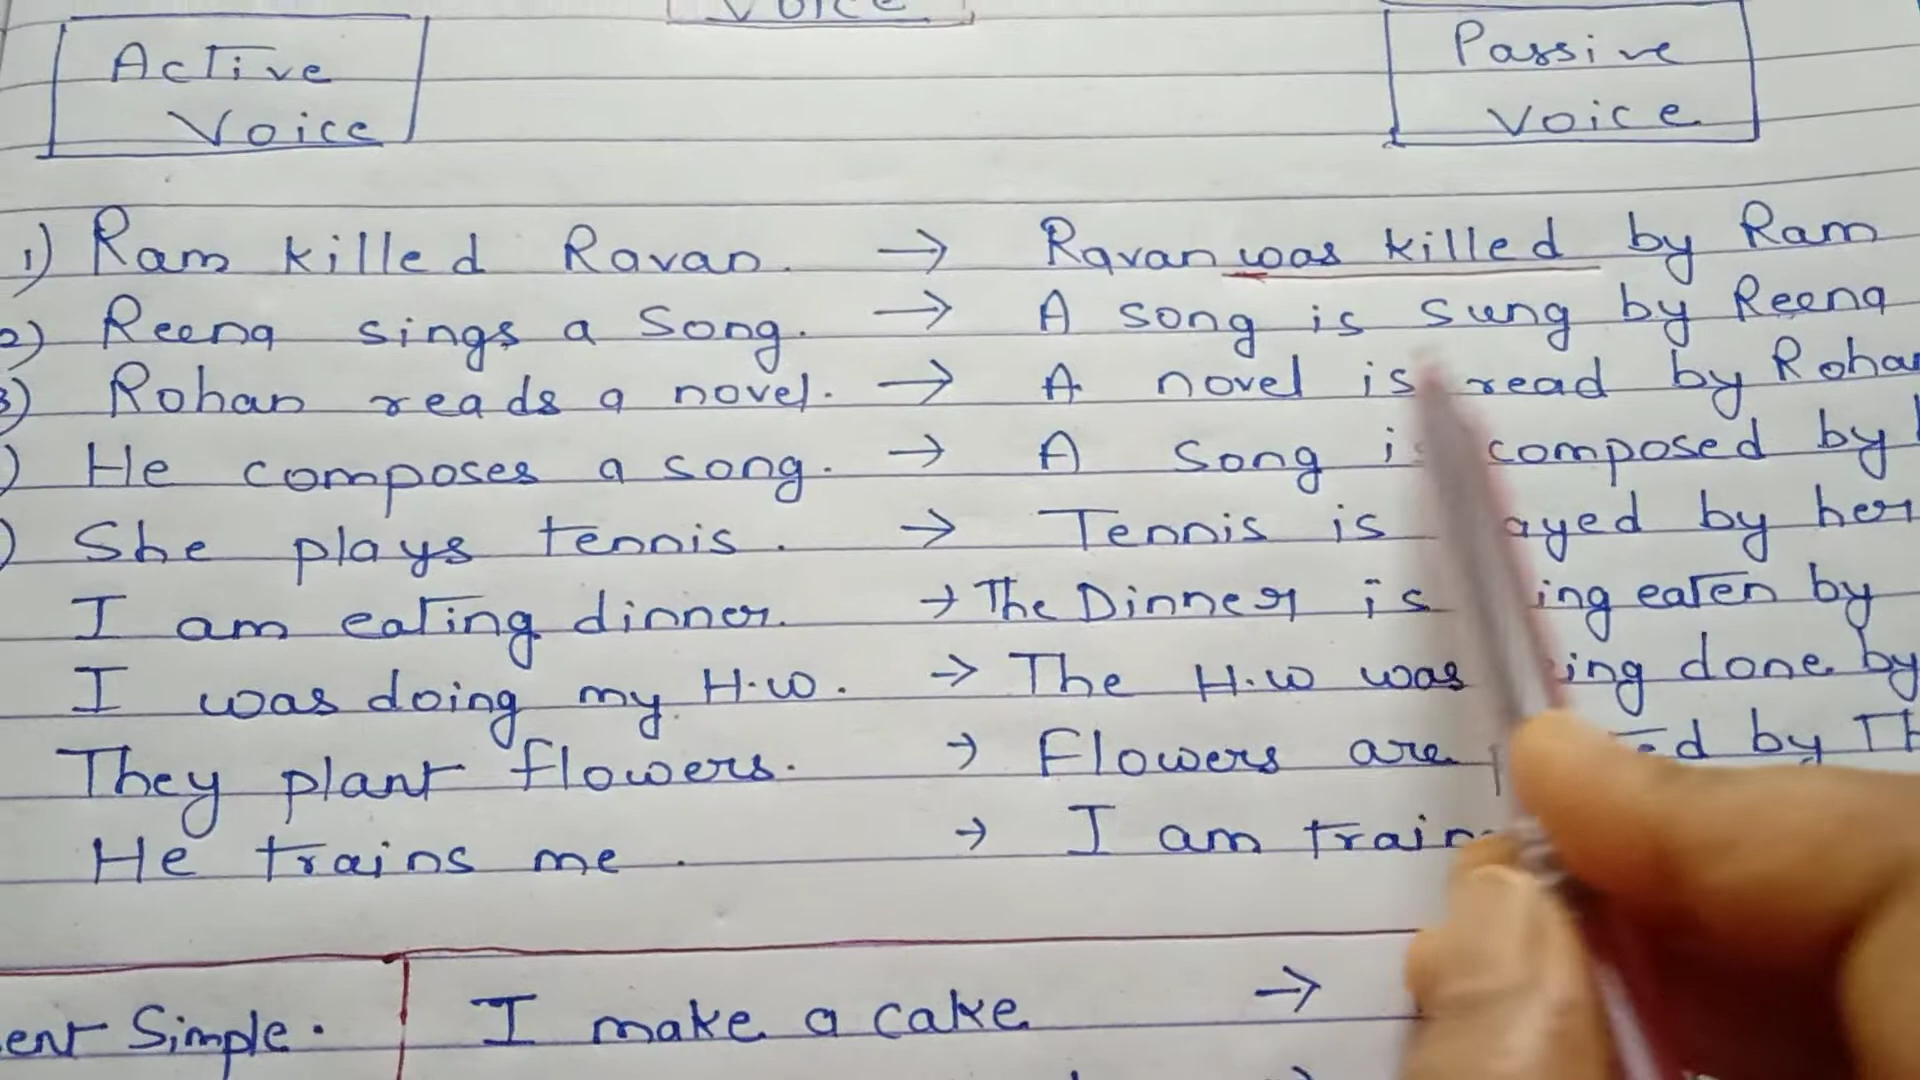 Voice
Active
Voice
Passive
Voice
1) Ram killed Ravan. → Ravan was killed by Ram
2) Reena sings a Song. → A song is sung by Reena
3) Rohan reads a novel. → A novel is read by
) He composes a song. → A Song is composed by
) She plays tennis. → Tennis is by her
I am eating dinner. → The Dinner is eaten by
I was doing my H.w. → The H.w was done by
They plant flowers. → Flowers are by
He trains me. → I am
Simple. I make a cake →